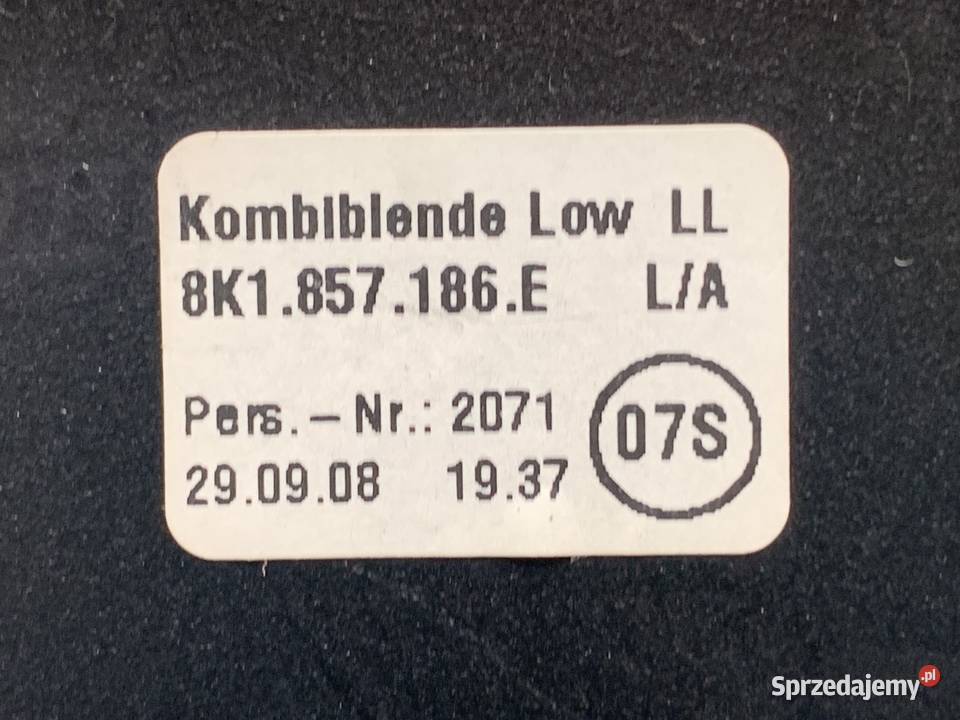 Kombiblende Low LL
8K1.857.186.E L/A
Pers.-Nr.: 2071
29.09.08 19.37
07S
Sprzedajemy.pl